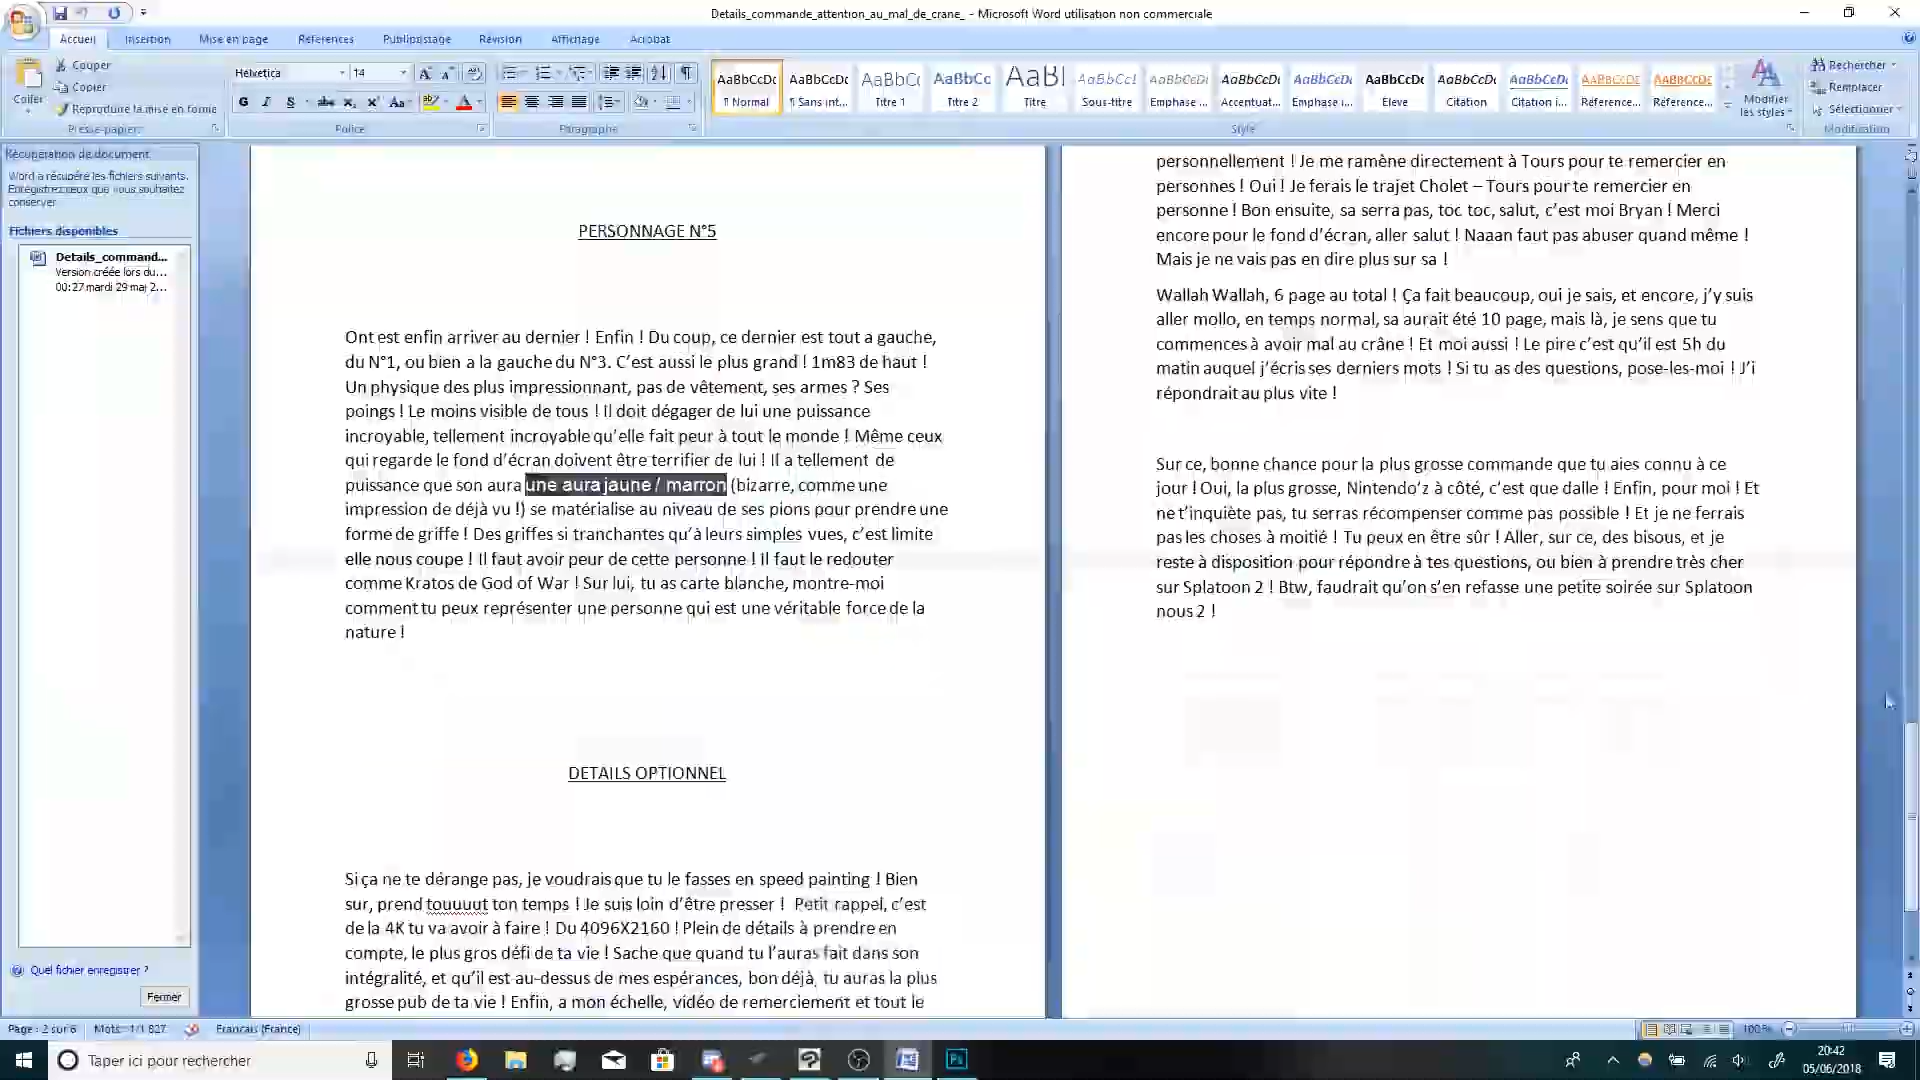 Details_commande_attention_au_mal_de_crane_ - Microsoft Word utilisation non commerciale
Accueil Insertion Mise en page Références Publipostage Révision Affichage Acrobat
Coller
Couper
Copier
Reproduire la mise en forme
Presse-papiers
Helvetica 14
G I S abc
Police
Paragraphe
AaBbCcDc AaBbCcDc AaBbCc AaBbCc AaBl AaBbCcl AaBbCcDc AaBbCcDc AaBbCcDc AaBbCcDc AaBbCcDc AaBbCcDc AaBbCcDc AaBbCcDc
¶ Normal ¶ Sans int... Titre 1 Titre 2 Titre Sous-titre Emphase ... Accentuat... Emphase i... Élevé Citation Citation i... Référence... Référence...
Style
Modifier
les styles
Rechercher
Remplacer
Sélectionner
Modification
Récupération de document
Word a récupéré les fichiers suivants.
Enregistrez ceux que vous souhaitez
conserver.
Fichiers disponibles
Details_command...
Version créée lors du...
00:27 mardi 29 mai 2...
Quel fichier enregistrer ?
Fermer
PERSONNAGE N°5
Ont est enfin arriver au dernier ! Enfin ! Du coup, ce dernier est tout a gauche,
du N°1, ou bien a la gauche du N°3. C’est aussi le plus grand ! 1m83 de haut !
Un physique des plus impressionnant, pas de vêtement, ses armes ? Ses
poings ! Le moins visible de tous ! Il doit dégager de lui une puissance
incroyable, tellement incroyable qu’elle fait peur à tout le monde ! Même ceux
qui regarde le fond d’écran doivent être terrifier de lui ! Il a tellement de
puissance que son aura une aura jaune / marron (bizarre, comme une
impression de déjà vu !) se matérialise au niveau de ses pions pour prendre une
forme de griffe ! Des griffes si tranchantes qu’à leurs simples vues, c’est limite
elle nous coupe ! Il faut avoir peur de cette personne ! Il faut le redouter
comme Kratos de God of War ! Sur lui, tu as carte blanche, montre-moi
comment tu peux représenter une personne qui est une véritable force de la
nature !
DETAILS OPTIONNEL
Si ça ne te dérange pas, je voudrais que tu le fasses en speed painting ! Bien
sur, prend touuuut ton temps ! Je suis loin d’être presser ! Petit rappel, c’est
de la 4K tu va avoir à faire ! Du 4096X2160 ! Plein de détails à prendre en
compte, le plus gros défi de ta vie ! Sache que quand tu l’auras fait dans son
intégralité, et qu’il est au-dessus de mes espérances, bon déjà, tu auras la plus
grosse pub de ta vie ! Enfin, a mon échelle, vidéo de remerciement et tout le
personnellement ! Je me ramène directement à Tours pour te remercier en
personnes ! Oui ! Je ferais le trajet Cholet – Tours pour te remercier en
personne ! Bon ensuite, sa serra pas, toc toc, salut, c’est moi Bryan ! Merci
encore pour le fond d’écran, aller salut ! Naaan faut pas abuser quand même !
Mais je ne vais pas en dire plus sur sa !
Wallah Wallah, 6 page au total ! Ça fait beaucoup, oui je sais, et encore, j’y suis
aller mollo, en temps normal, sa aurait été 10 page, mais là, je sens que tu
commences à avoir mal au crâne ! Et moi aussi ! Le pire c’est qu’il est 5h du
matin auquel j’écris ses derniers mots ! Si tu as des questions, pose-les-moi ! J’i
répondrait au plus vite !
Sur ce, bonne chance pour la plus grosse commande que tu aies connu à ce
jour ! Oui, la plus grosse, Nintendo’z à côté, c’est que dalle ! Enfin, pour moi ! Et
ne t’inquiète pas, tu serras récompenser comme pas possible ! Et je ne ferrais
pas les choses à moitié ! Tu peux en être sûr ! Aller, sur ce, des bisous, et je
reste à disposition pour répondre à tes questions, ou bien à prendre très cher
sur Splatoon 2 ! Btw, faudrait qu’on s’en refasse une petite soirée sur Splatoon
nous 2 !
Page : 2 sur 6 Mots : 1/1 827 Français (France) 100 %
Taper ici pour rechercher
20:42
05/06/2018